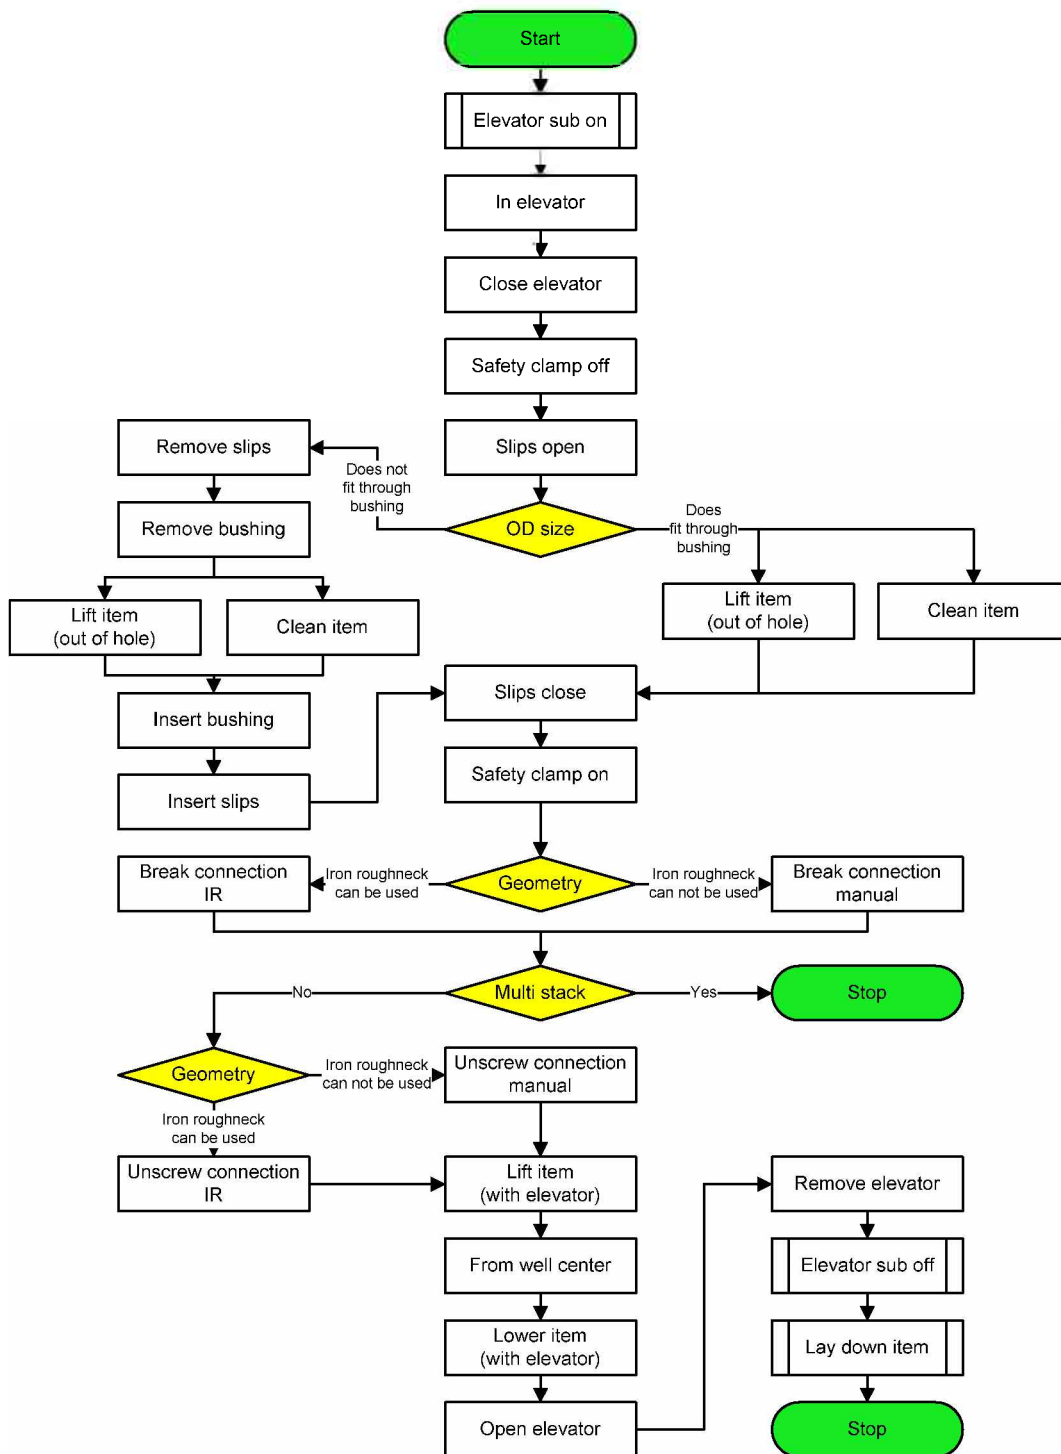 Start
Elevator sub on
In elevator
Close elevator
Safety clamp off
Slips open
Remove slips
Does not
fit through
bushing
OD size
Does
fit through
bushing
Remove bushing
Lift item
(out of hole)
Clean item
Lift item
(out of hole)
Clean item
Insert bushing
Slips close
Insert slips
Safety clamp on
Break connection
IR
Iron roughneck
can be used
Geometry
Iron roughneck
can not be used
Break connection
manual
No
Multi stack
Yes
Stop
Geometry
Iron roughneck
can not be used
Unscrew connection
manual
Iron roughneck
can be used
Unscrew connection
IR
Lift item
(with elevator)
Remove elevator
From well center
Elevator sub off
Lower item
(with elevator)
Lay down item
Open elevator
Stop